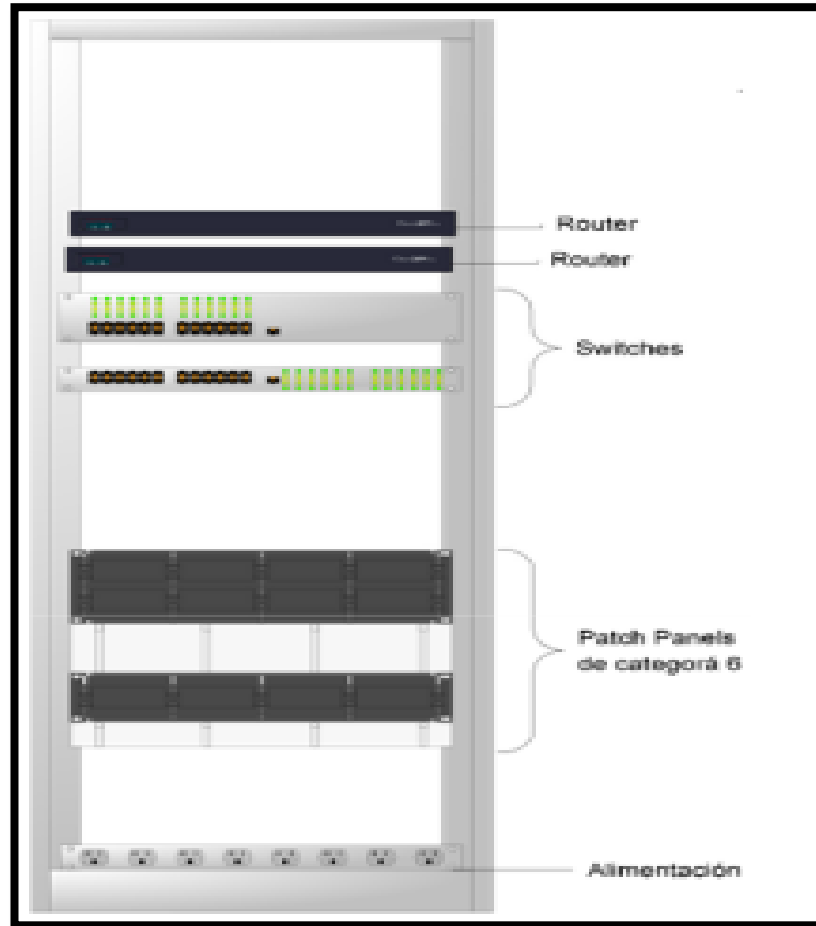 Router
Router
Switches
Patch Panels
de categorá 6
Alimentación